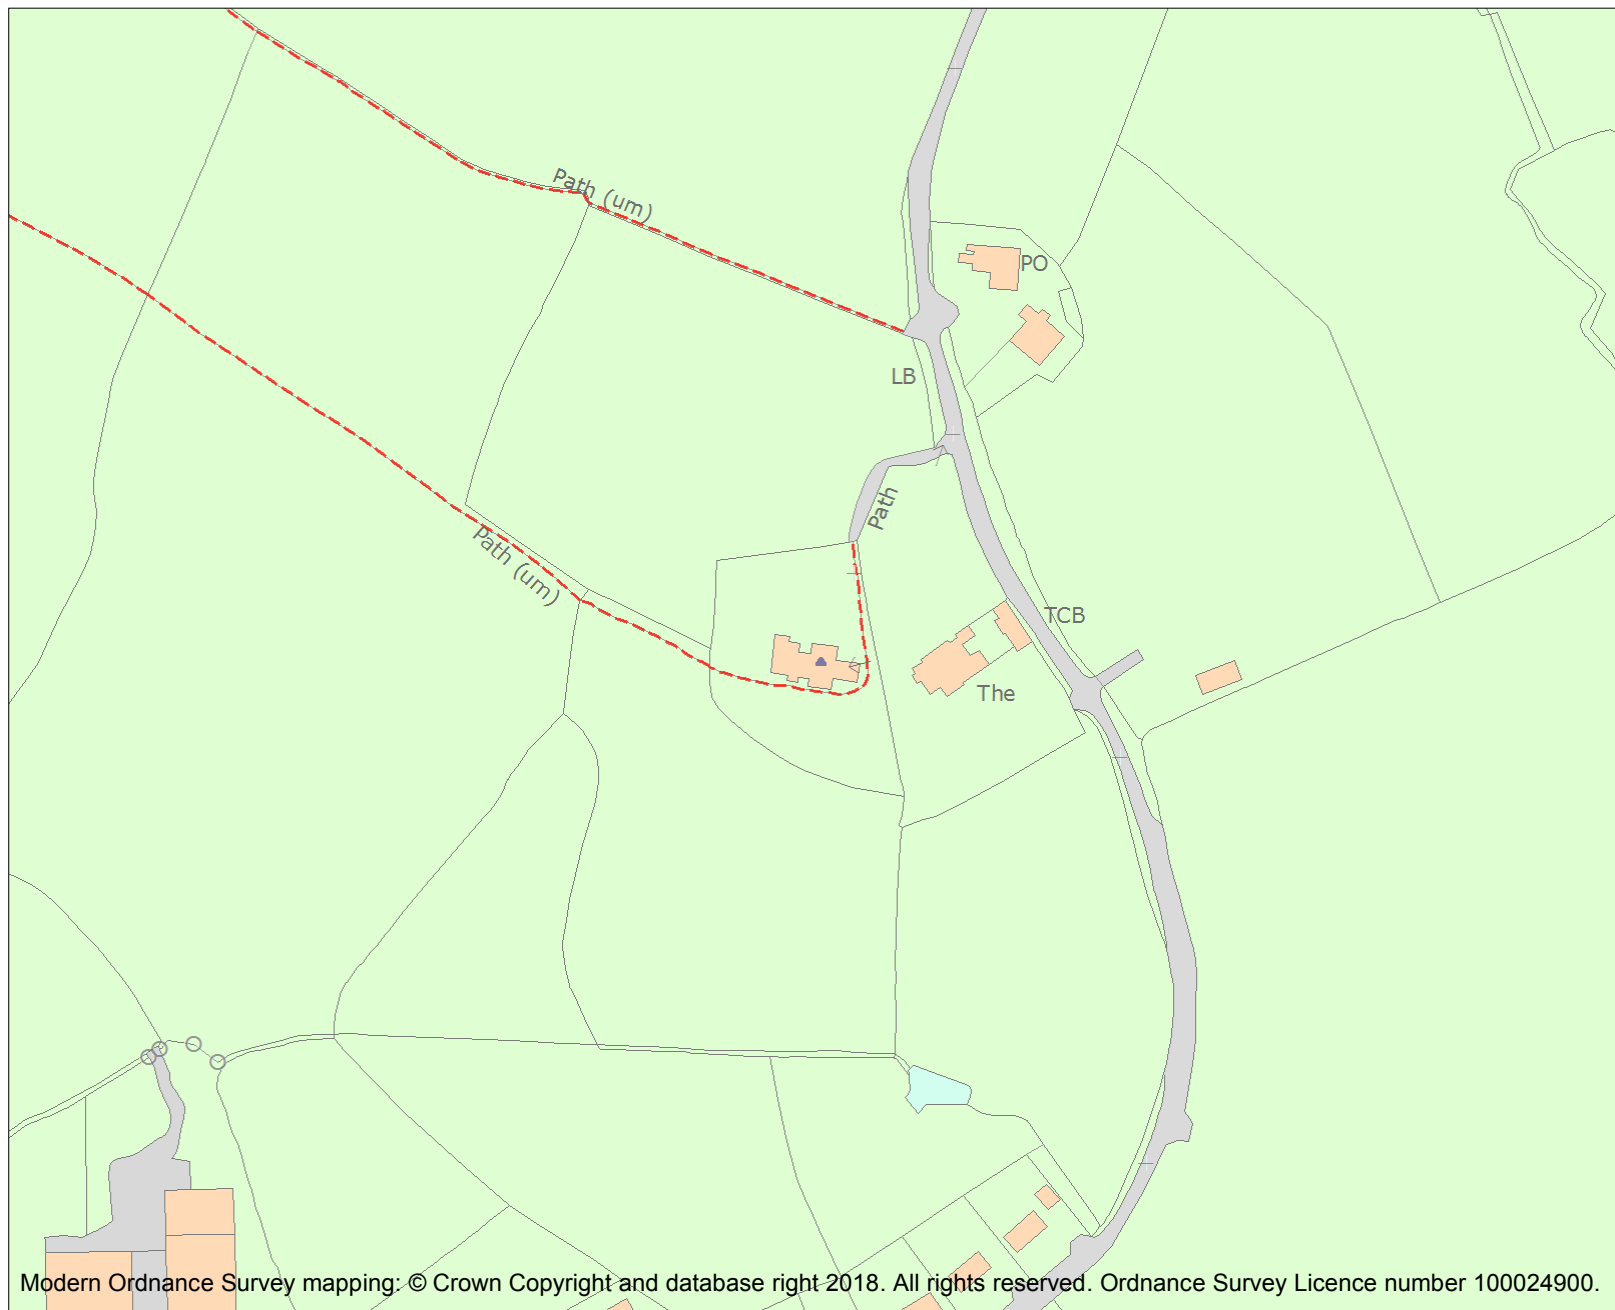 Path (um)
PO
LB
Path
Path (um)
TCB
The
Modern Ordnance Survey mapping: © Crown Copyright and database right 2018. All rights reserved. Ordnance Survey Licence number 100024900.